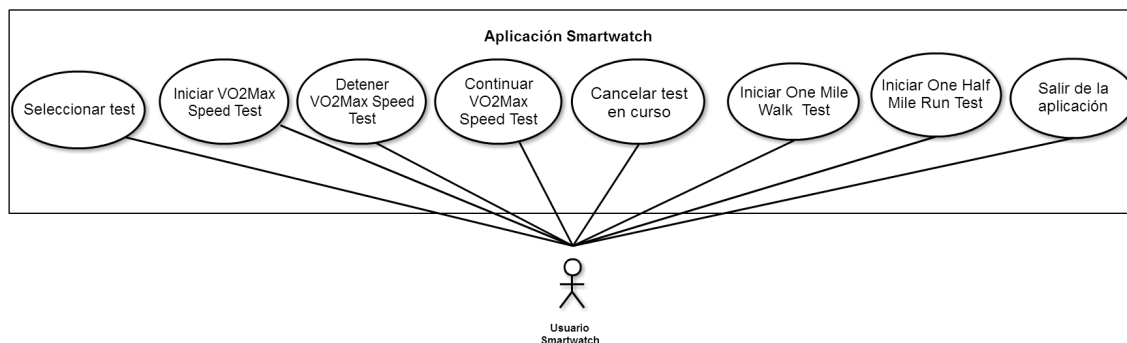 Aplicación Smartwatch
Seleccionar test
Iniciar VO2Max
Speed Test
Detener
VO2Max Speed
Test
Continuar
VO2Max
Speed Test
Cancelar test
en curso
Iniciar One Mile
Walk Test
Iniciar One Half
Mile Run Test
Salir de la
aplicación
Usuario
Smartwatch